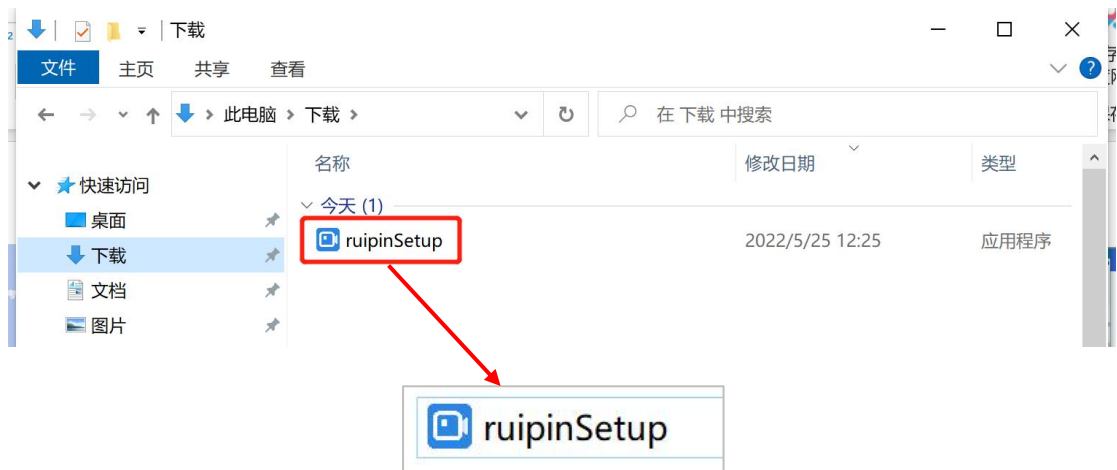 下载
文件 主页 共享 查看
此电脑 下载 在 下载 中搜索
名称 修改日期 类型
快速访问
今天 (1)
桌面
ruipinSetup 2022/5/25 12:25 应用程序
下载
文档
图片
ruipinSetup